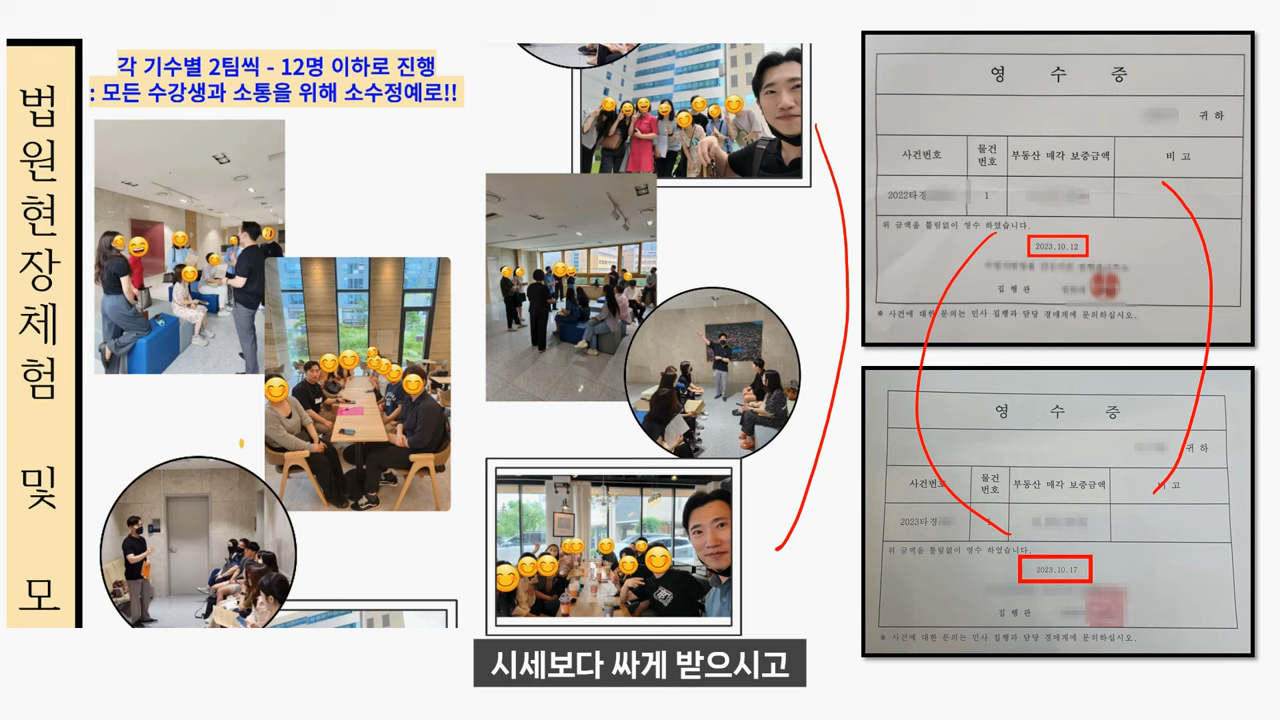 법원현장체험 및 모
각 기수별 2팀씩 - 12명 이하로 진행
: 모든 수강생과 소통을 위해 소수정예로!!
시세보다 싸게 받으시고
영 수 증
귀 하
사건번호 물건 번호 부동산 매각 보증금액 비 고
2022타경 1
위 금액을 틀림없이 영수 하였습니다.
2023.10.12
집 행 관
※ 사건에 대한 문의는 민사 집행과 담당 경매계에 문의하십시오.
영 수 증
귀 하
사건번호 물건 번호 부동산 매각 보증금액 비 고
2023타경 1
위 금액을 틀림없이 영수 하였습니다.
2023.10.17
집 행 관
※ 사건에 대한 문의는 민사 집행과 담당 경매계에 문의하십시오.